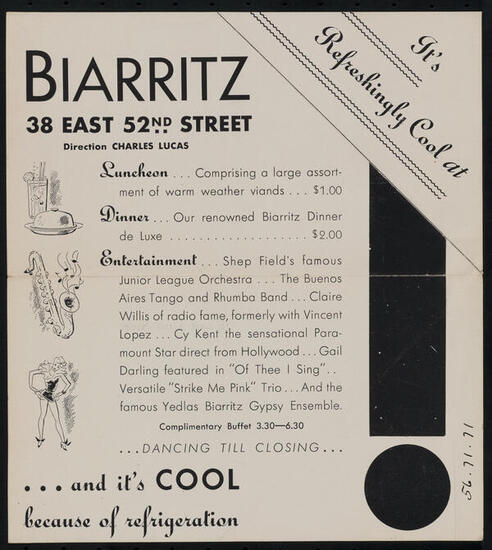 It's
Refreshingly Cool at
BIARRITZ
38 EAST 52ND STREET
Direction CHARLES LUCAS
Luncheon ... Comprising a large assort-
ment of warm weather viands ... $1.00
Dinner ... Our renowned Biarritz Dinner
de Luxe .................. $2.00
Entertainment ... Shep Field's famous
Junior League Orchestra ... The Buenos
Aires Tango and Rhumba Band ... Claire
Willis of radio fame, formerly with Vincent
Lopez ... Cy Kent the sensational Para-
mount Star direct from Hollywood ... Gail
Darling featured in "Of Thee I Sing" ..
Versatile "Strike Me Pink" Trio ... And the
famous Yedlas Biarritz Gypsy Ensemble.
Complimentary Buffet 3.30—6.30
...DANCING TILL CLOSING...
... and it's COOL
because of refrigeration
56.71.71